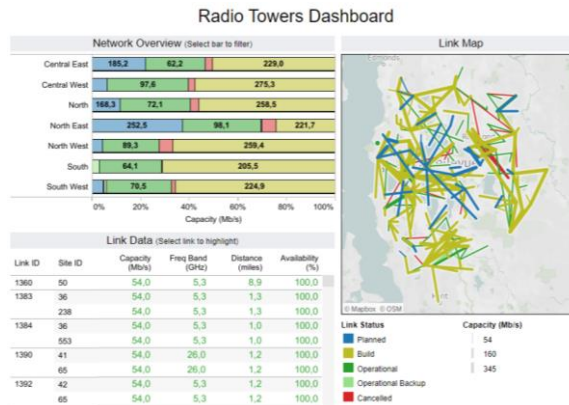 Radio Towers Dashboard
Network Overview (Select bar to filter)
Central East 185,2 62,2 229,0
Central West 97,6 275,3
North 168,3 72,1 258,5
North East 252,5 98,1 221,7
North West 89,3 259,4
South 64,1 205,5
South West 70,5 224,9
0% 20% 40% 60% 80% 100%
Capacity (Mb/s)
Link Data (Select link to highlight)
Link ID Site ID Capacity (Mb/s) Freq Band (GHz) Distance (miles) Availability (%)
1360 50 54,0 5,3 8,9 100,0
1383 36 54,0 5,3 1,3 100,0
238 54,0 5,3 1,3 100,0
1384 36 54,0 5,3 1,0 100,0
553 54,0 5,3 1,0 100,0
1390 41 54,0 26,0 1,2 100,0
65 54,0 26,0 1,2 100,0
1392 42 54,0 5,3 1,2 100,0
65 54,0 5,3 1,2 100,0
Link Map
Edmonds
Kent
© Mapbox © OSM
Link Status
Planned
Build
Operational
Operational Backup
Cancelled
Capacity (Mb/s)
54
160
345